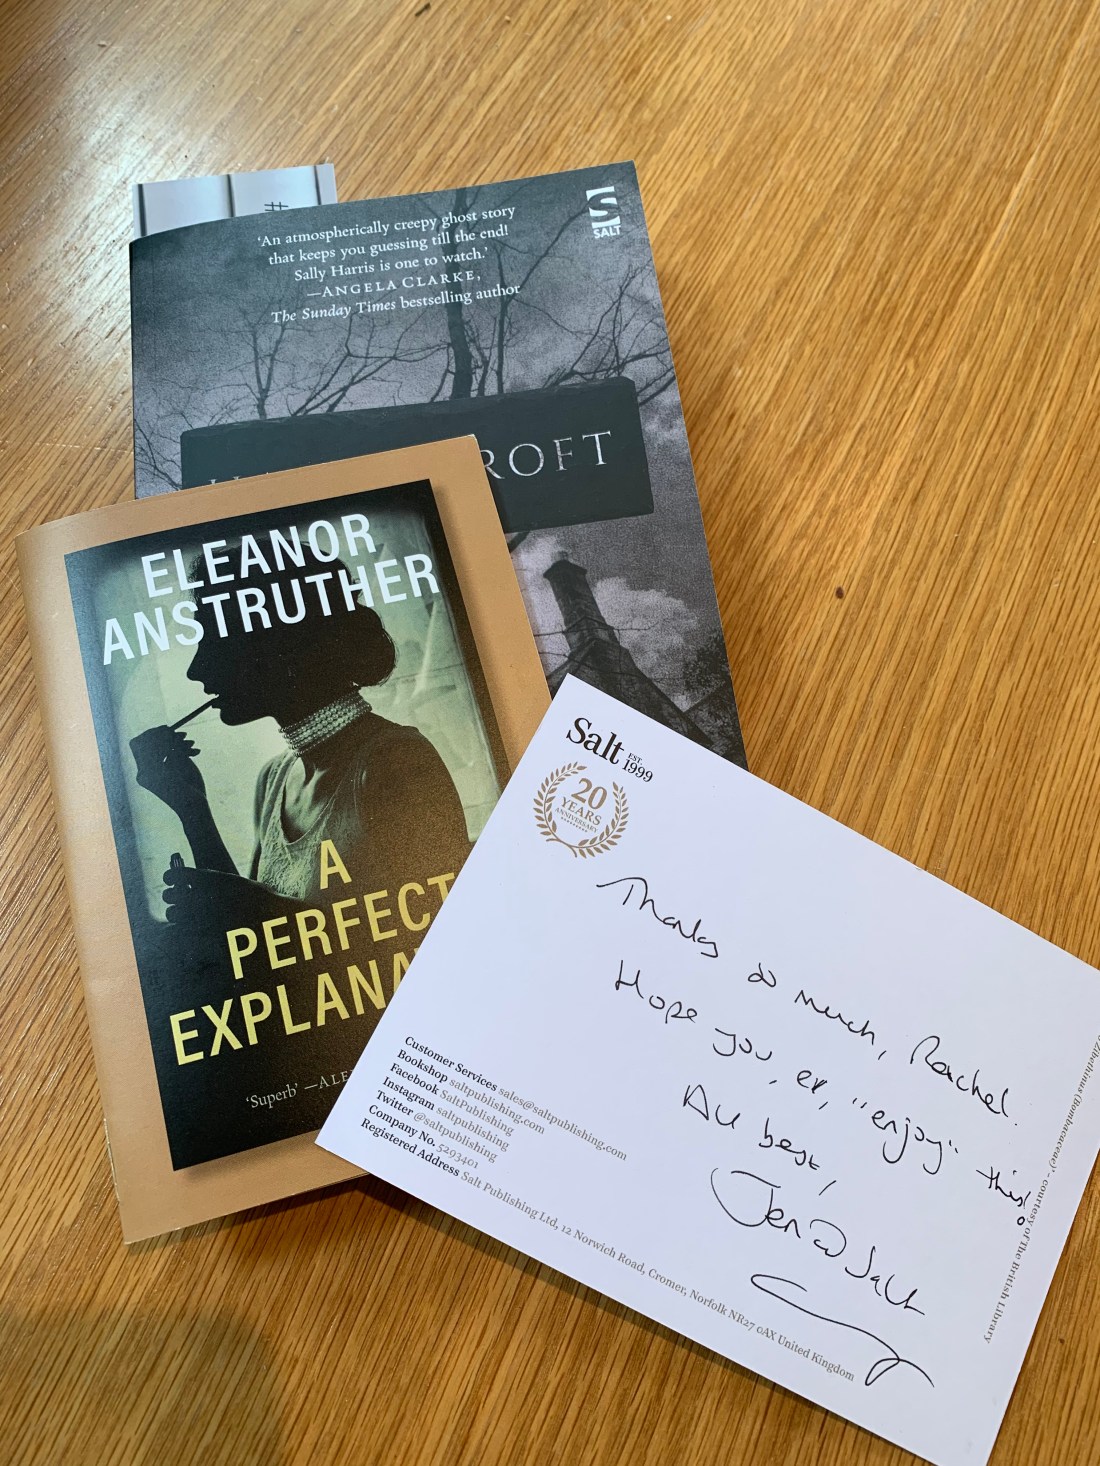 #
'An atmospherically creepy ghost story
that keeps you guessing till the end!
Sally Harris is one to watch.'
—ANGELA CLARKE,
The Sunday Times bestselling author
SALT
ROFT
ELEANOR
ANSTRUTHER
A
PERFECT
EXPLANA
'Superb' —ALE
Salt EST. 1999
20
YEARS
ANNIVERSARY
Thanks so much, Rachel.
Hope you, er, "enjoy" this!
All best,
Jen @ Salt
Customer Services sales@saltpublishing.com
Bookshop saltpublishing.com
Facebook SaltPublishing
Instagram saltpublishing
Twitter @saltpublishing
Company No. 5293401
Registered Address Salt Publishing Ltd, 12 Norwich Road, Cromer, Norfolk NR27 0AX United Kingdom
(Bombacaceae)' - courtesy of The British Library